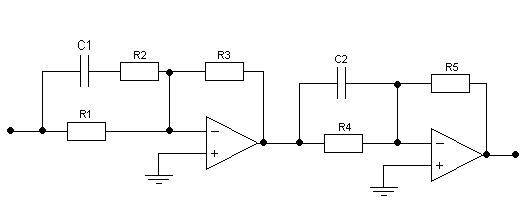 C1
R2
R3
R1
−
+
C2
R5
R4
−
+